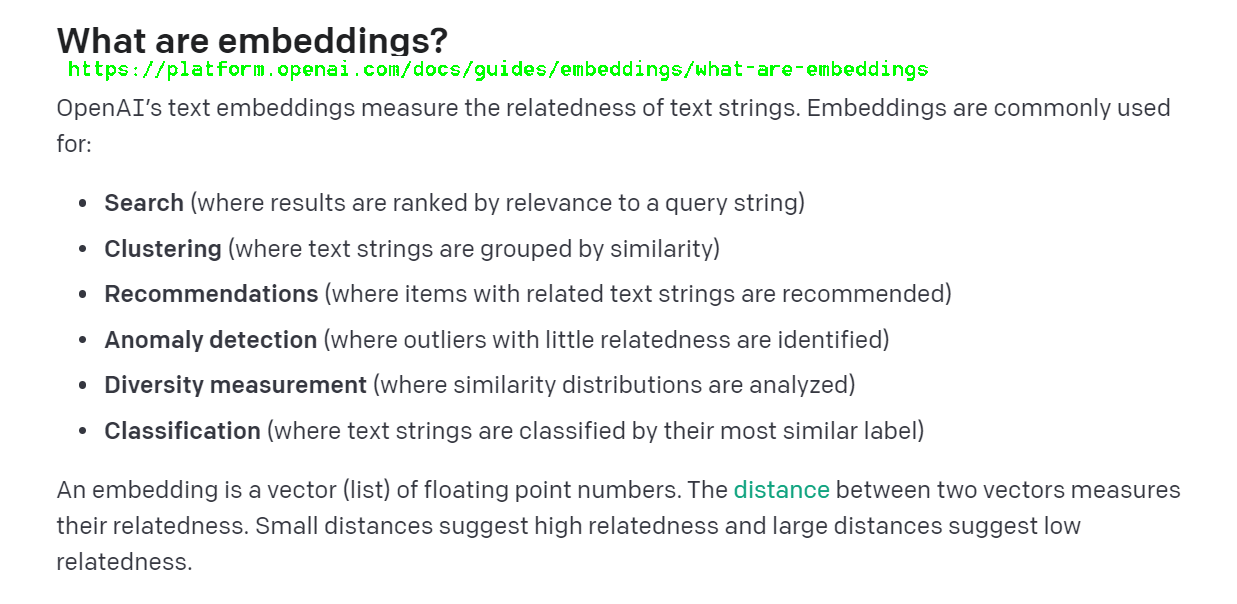 What are embeddings?
https://platform.openai.com/docs/guides/embeddings/what-are-embeddings
OpenAI’s text embeddings measure the relatedness of text strings. Embeddings are commonly used
for:
• Search (where results are ranked by relevance to a query string)
• Clustering (where text strings are grouped by similarity)
• Recommendations (where items with related text strings are recommended)
• Anomaly detection (where outliers with little relatedness are identified)
• Diversity measurement (where similarity distributions are analyzed)
• Classification (where text strings are classified by their most similar label)
An embedding is a vector (list) of floating point numbers. The distance between two vectors measures
their relatedness. Small distances suggest high relatedness and large distances suggest low
relatedness.